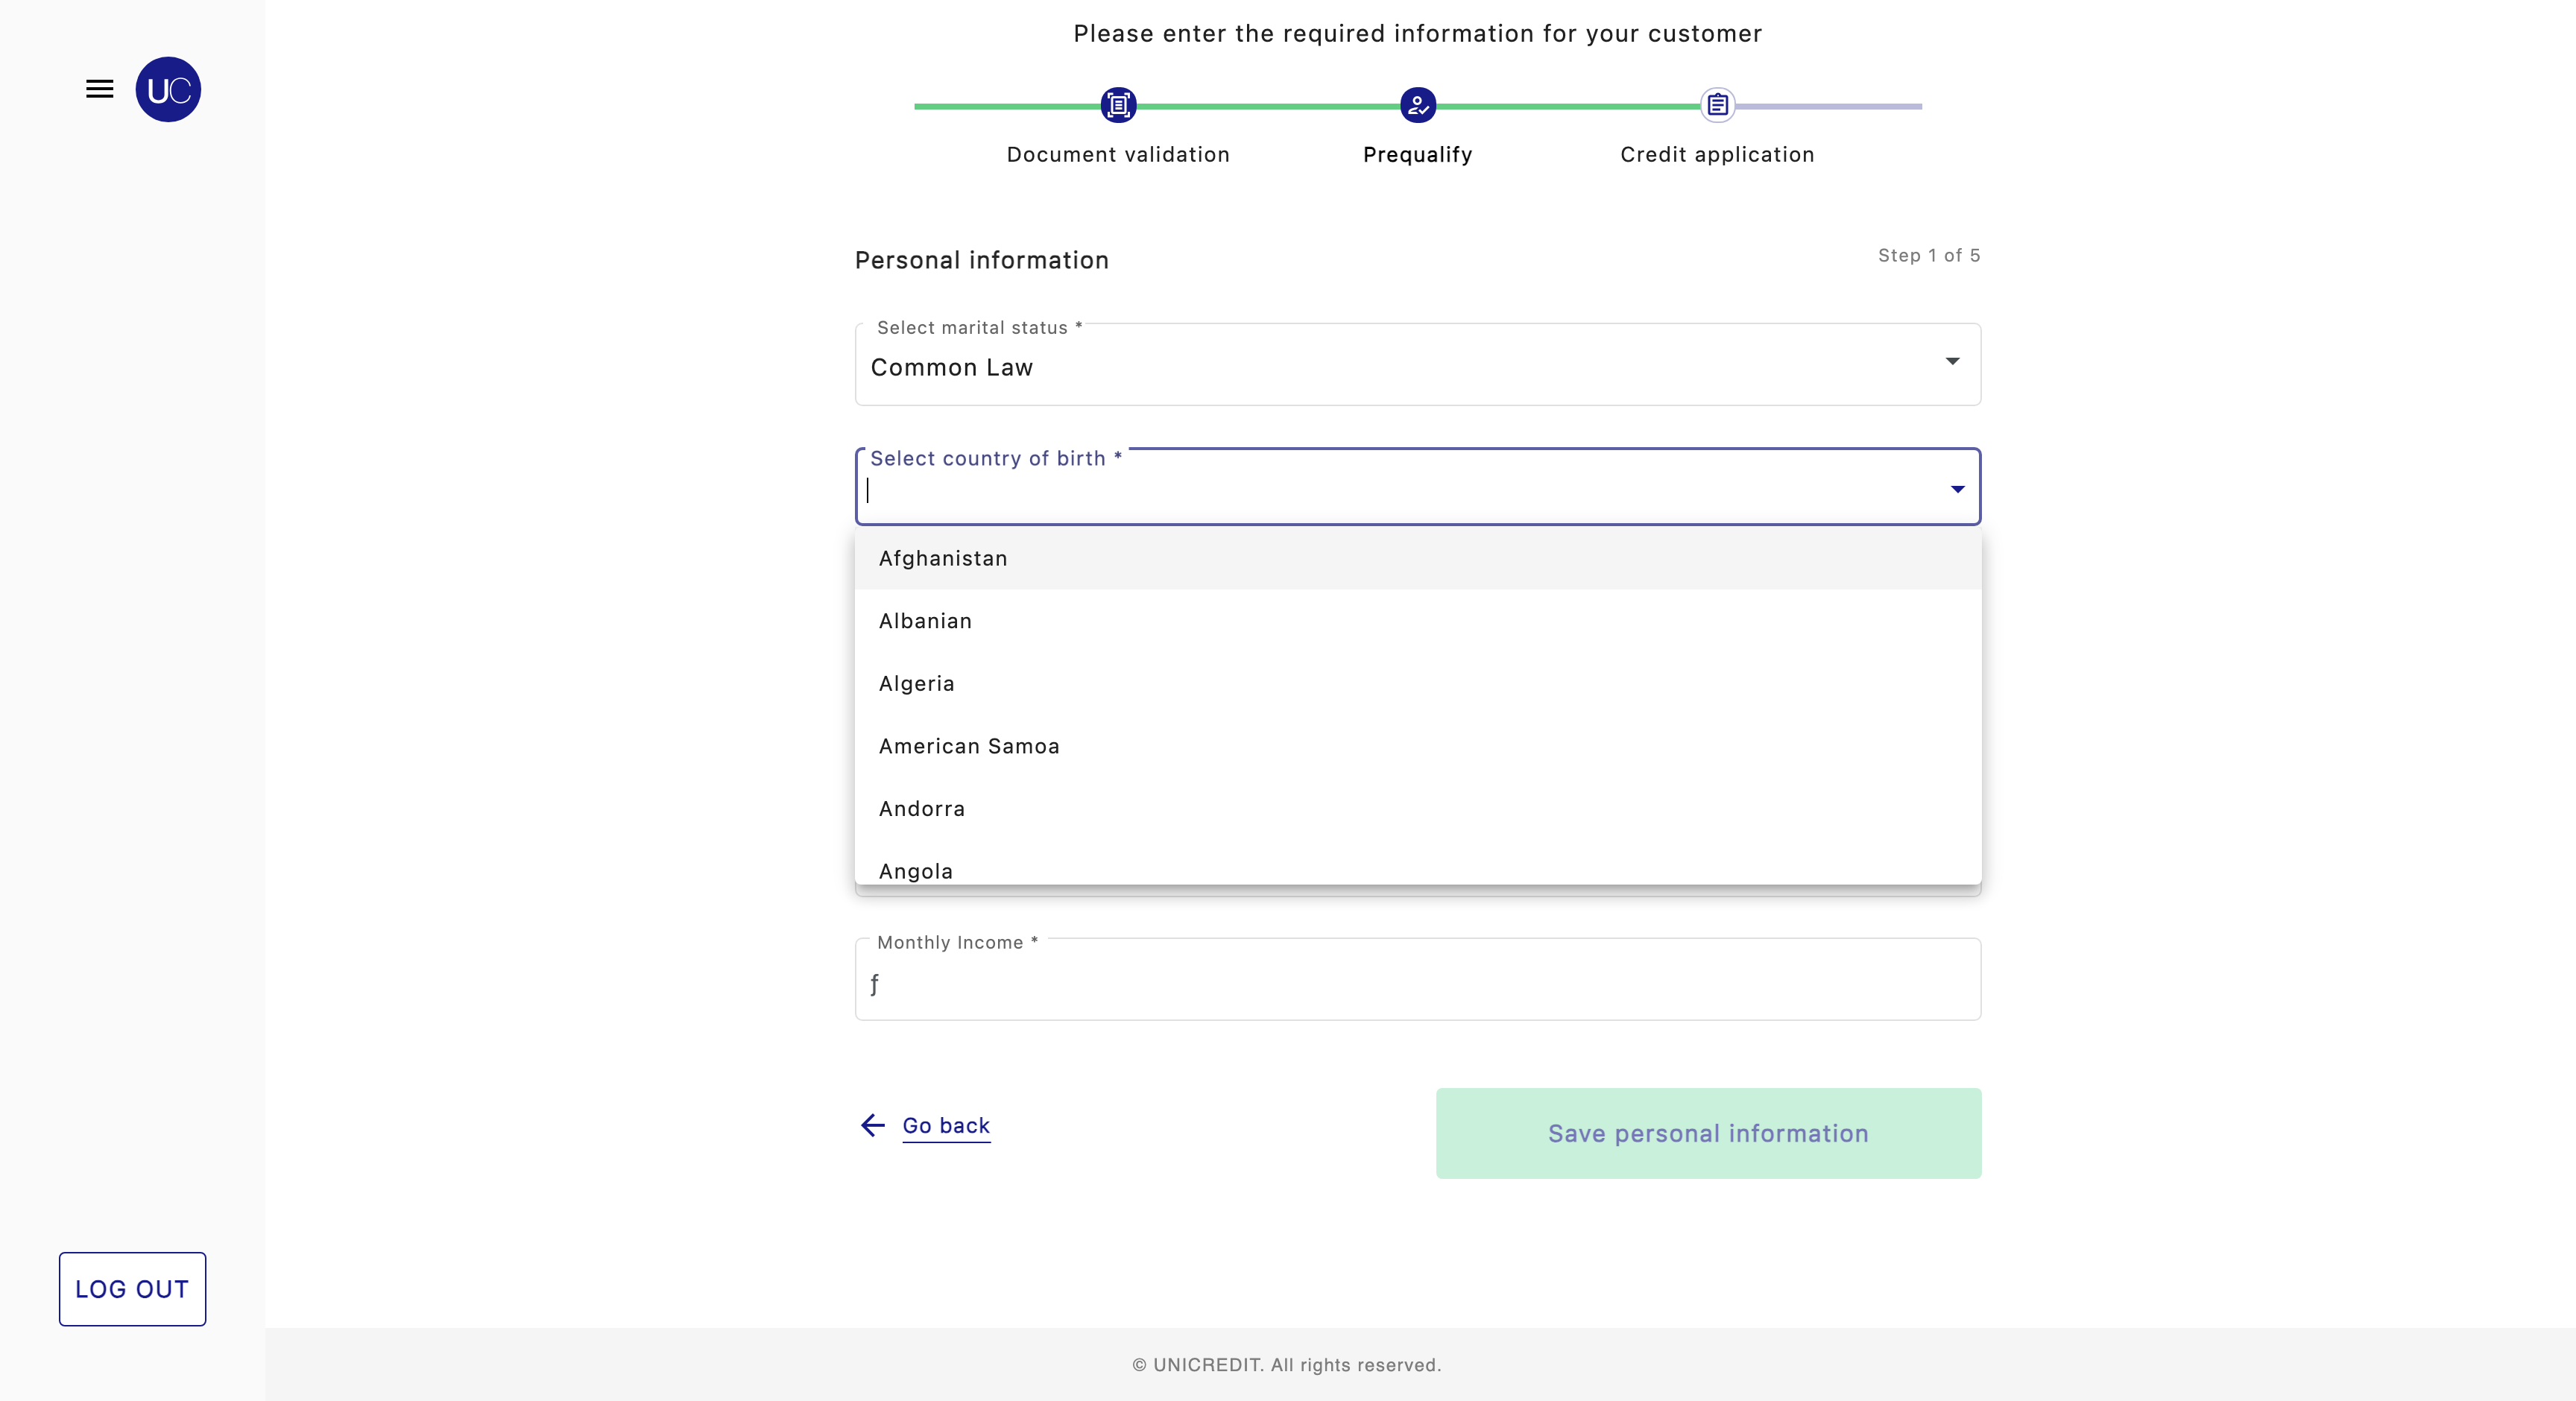 Please enter the required information for your customer
UC
Document validation
Prequalify
Credit application
Personal information
Step 1 of 5
Select marital status *
Common Law
Select country of birth *
Afghanistan
Albanian
Algeria
American Samoa
Andorra
Angola
Monthly Income *
ƒ
Go back
Save personal information
LOG OUT
© UNICREDIT. All rights reserved.